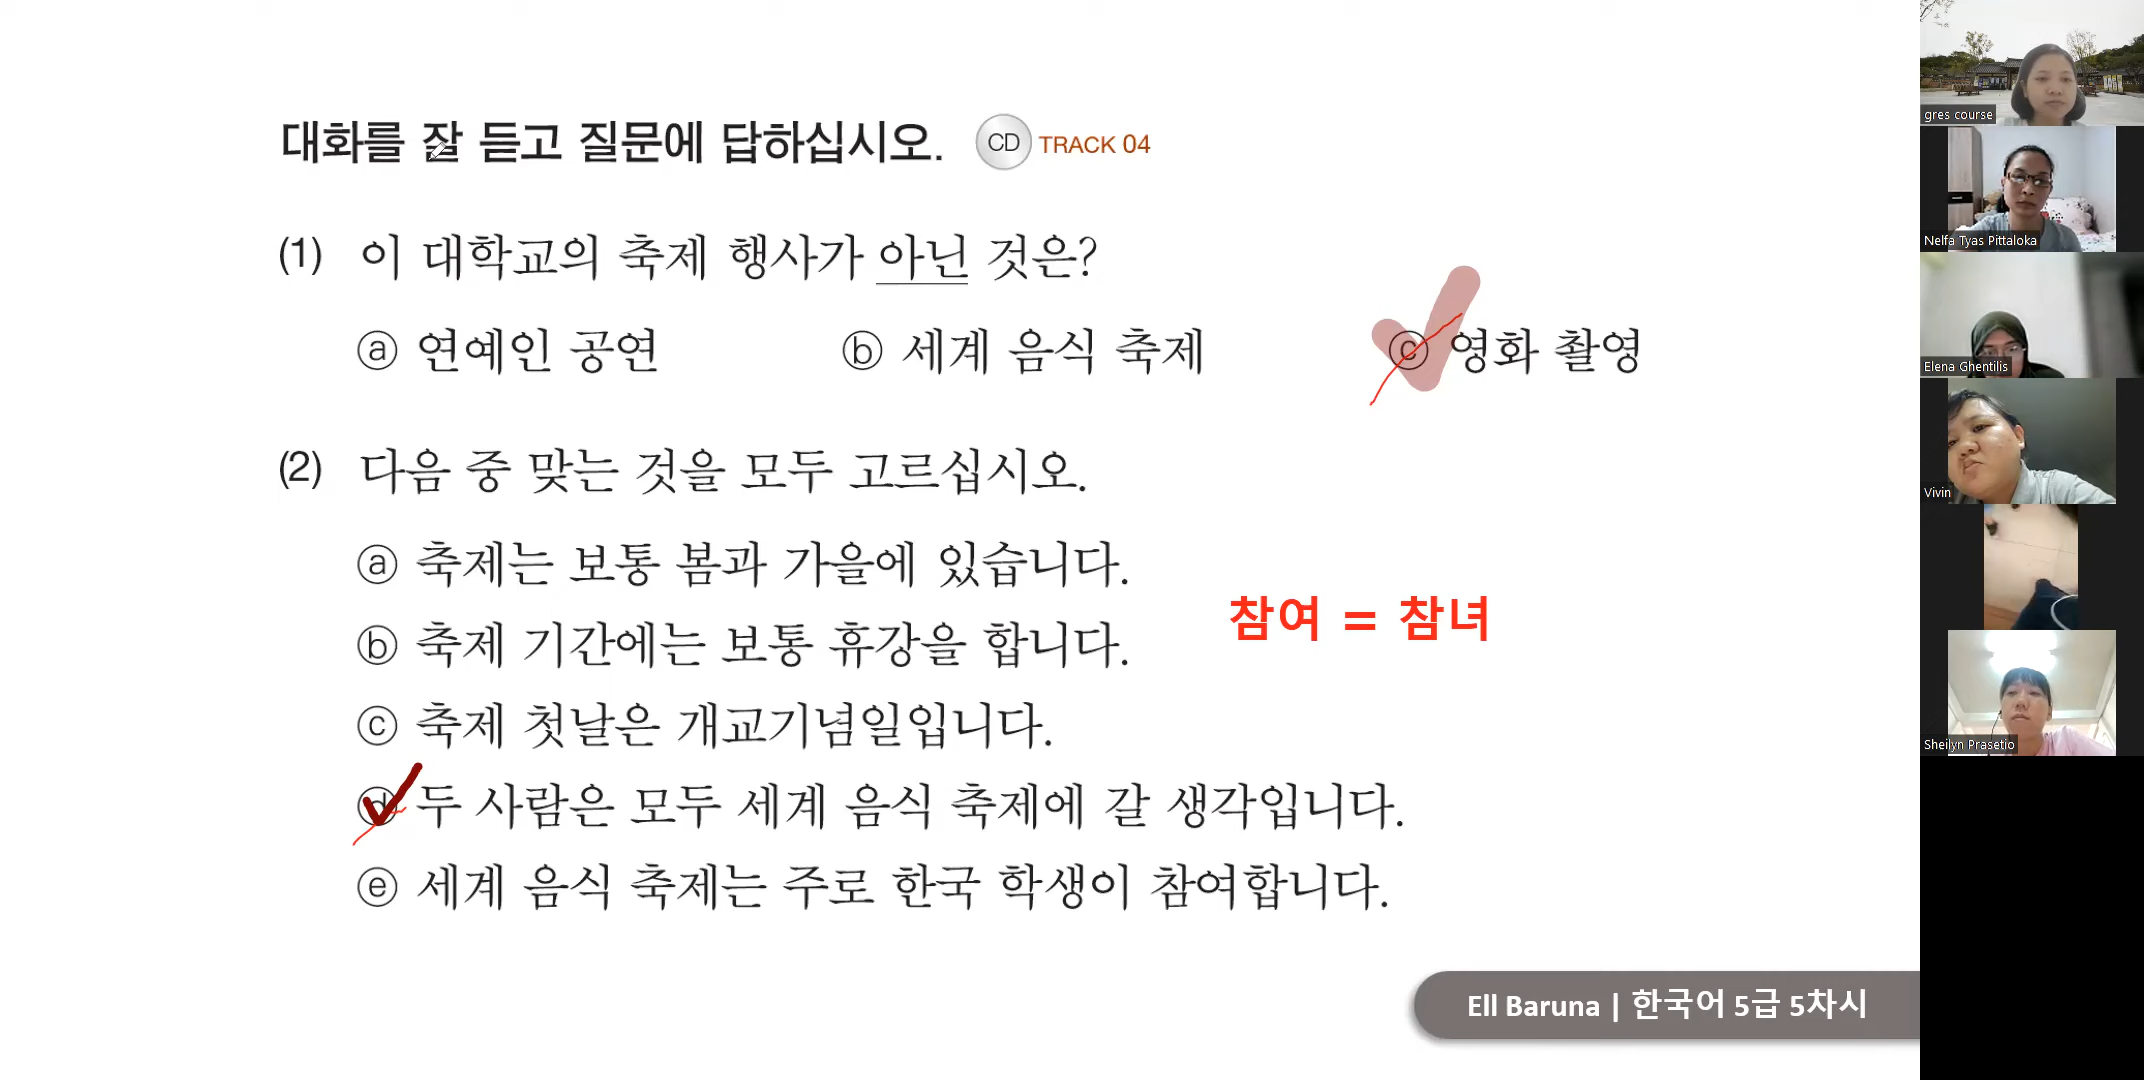 대화를 잘 듣고 질문에 답하십시오. CD TRACK 04
(1) 이 대학교의 축제 행사가 아닌 것은?
ⓐ 연예인 공연 ⓑ 세계 음식 축제 ⓒ 영화 촬영
(2) 다음 중 맞는 것을 모두 고르십시오.
ⓐ 축제는 보통 봄과 가을에 있습니다.
ⓑ 축제 기간에는 보통 휴강을 합니다.
참여 = 참녀
ⓒ 축제 첫날은 개교기념일입니다.
ⓓ 두 사람은 모두 세계 음식 축제에 갈 생각입니다.
ⓔ 세계 음식 축제는 주로 한국 학생이 참여합니다.
Ell Baruna | 한국어 5급 5차시
gres course
Nelfa Tyas Pittaloka
Elena Ghentilis
Vivin
Sheilyn Prasetio